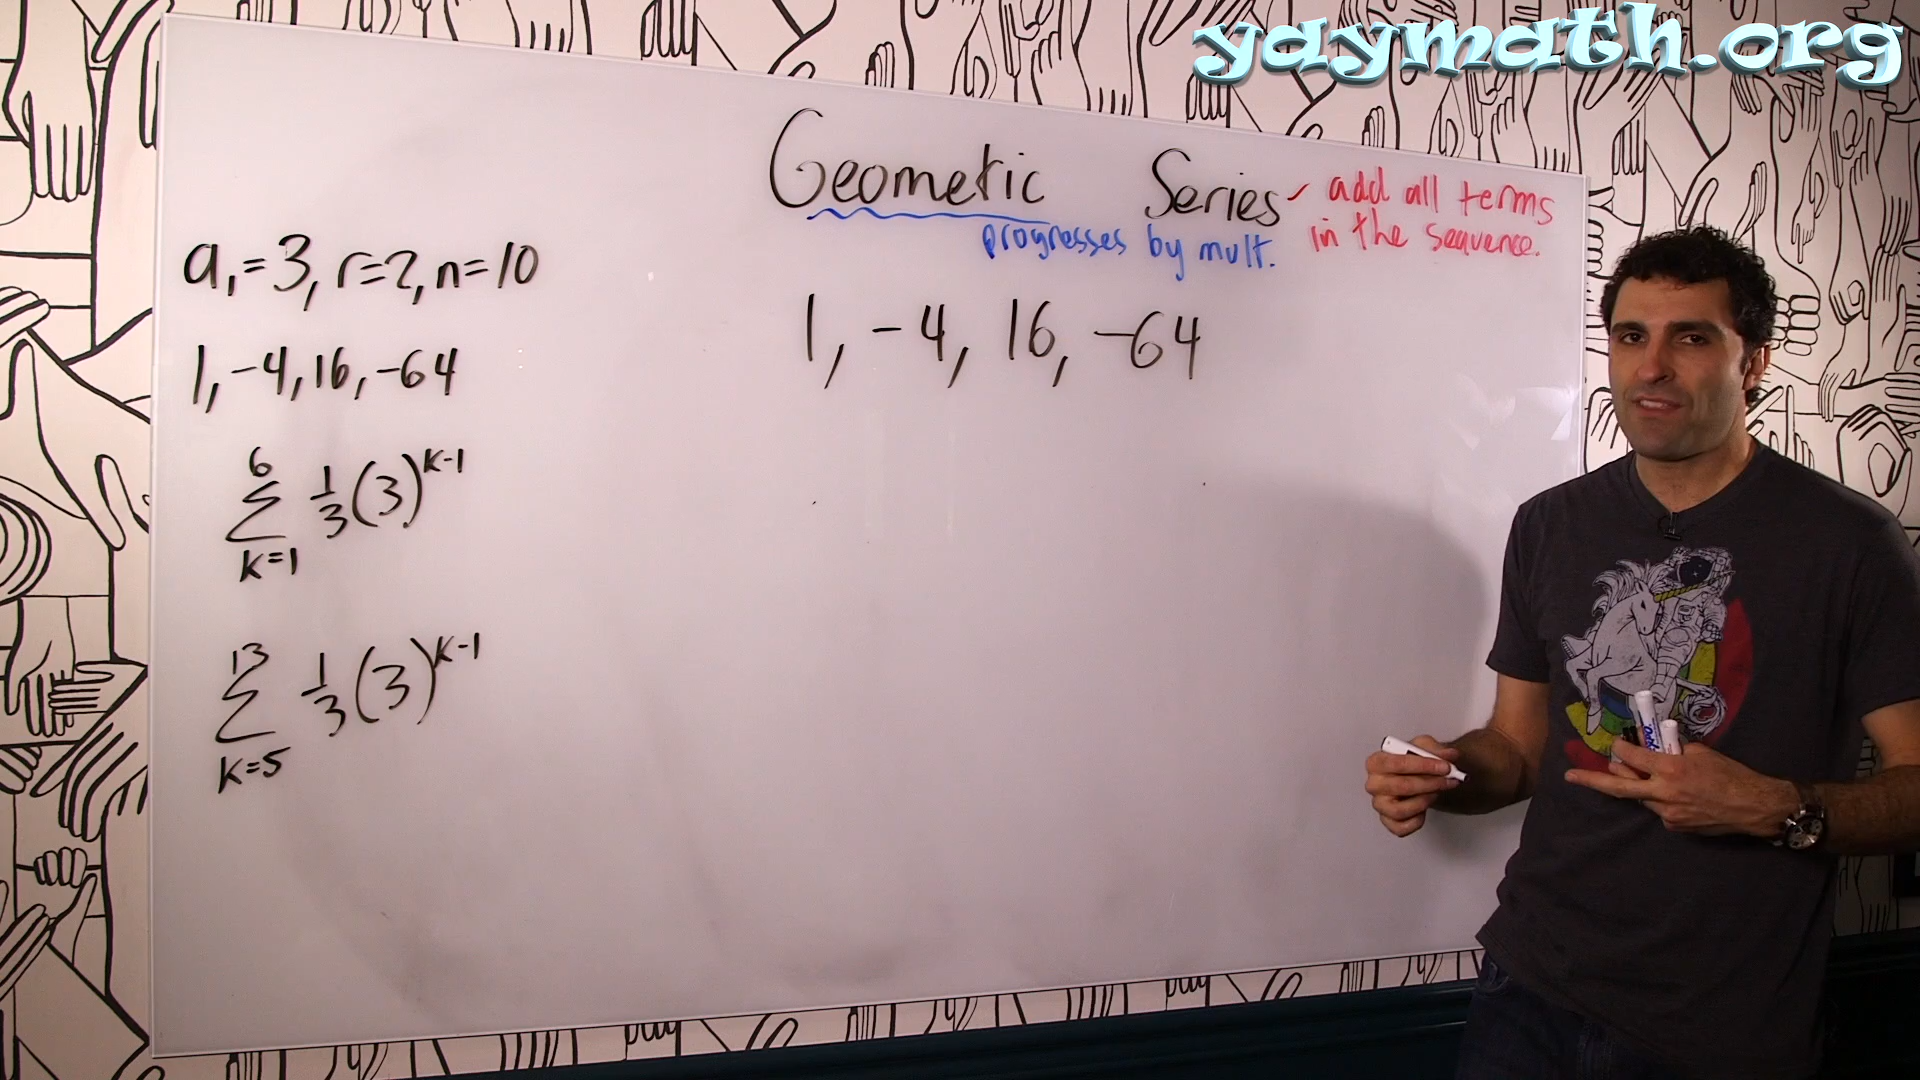 yaymath.org
Geometric Series - add all terms
in the sequence.
progresses by mult.
a₁=3, r=2, n=10
1, -4, 16, -64
6
Σ 1/3(3)^k-1
k=1
13
Σ 1/3(3)^k-1
k=5
1, -4, 16, -64